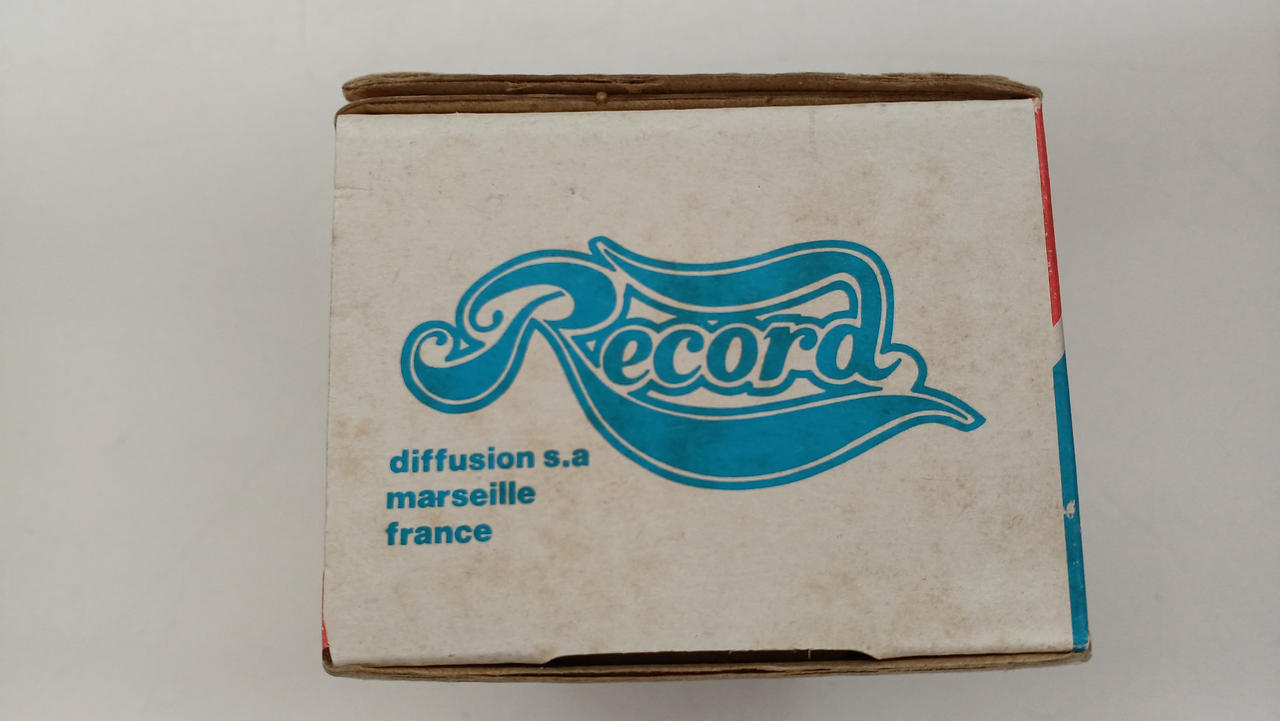 Record
diffusion s.a
marseille
france